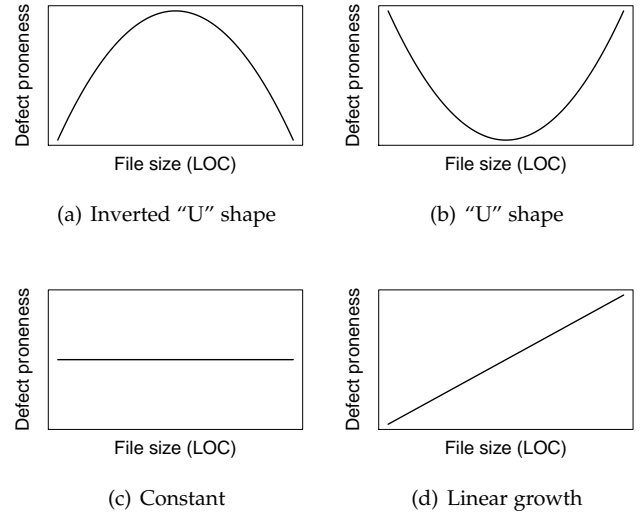 Defect proneness
File size (LOC)
(a) Inverted “U” shape
Defect proneness
File size (LOC)
(b) “U” shape
Defect proneness
File size (LOC)
(c) Constant
Defect proneness
File size (LOC)
(d) Linear growth